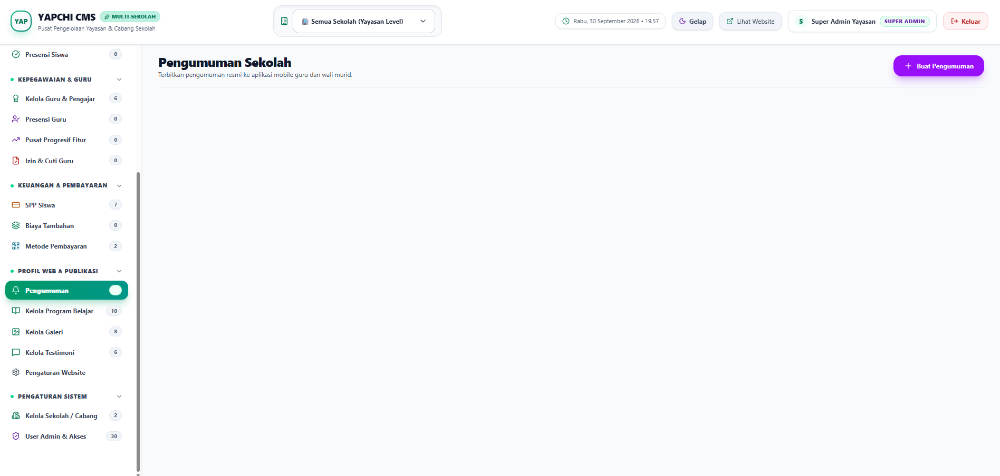 YAP
YAPCHI CMS
MULTI-SEKOLAH
Pusat Pengelolaan Yayasan & Cabang Sekolah
Semua Sekolah (Yayasan Level)
Rabu, 30 September 2026 • 19.57
Gelap
Lihat Website
S
Super Admin Yayasan
SUPER ADMIN
Keluar
Presensi Siswa 0
KEPEGAWAIAN & GURU
Kelola Guru & Pengajar 6
Presensi Guru 0
Pusat Progresif Fitur 0
Izin & Cuti Guru 0
KEUANGAN & PEMBAYARAN
SPP Siswa 7
Biaya Tambahan 0
Metode Pembayaran 2
PROFIL WEB & PUBLIKASI
Pengumuman
Kelola Program Belajar 10
Kelola Galeri 8
Kelola Testimoni 6
Pengaturan Website
PENGATURAN SISTEM
Kelola Sekolah / Cabang 2
User Admin & Akses 30
Pengumuman Sekolah
Terbitkan pengumuman resmi ke aplikasi mobile guru dan wali murid.
Buat Pengumuman